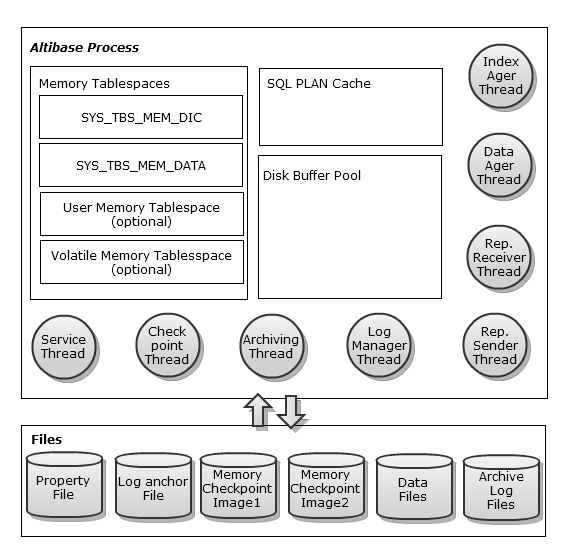 Altibase Process
Memory Tablespaces
SYS_TBS_MEM_DIC
SYS_TBS_MEM_DATA
User Memory Tablespace
(optional)
Volatile Memory Tablesspace
(optional)
SQL PLAN Cache
Disk Buffer Pool
Index
Ager
Thread
Data
Ager
Thread
Rep.
Receiver
Thread
Service
Thread
Check
point
Thread
Archiving
Thread
Log
Manager
Thread
Rep.
Sender
Thread
Files
Property
File
Log anchor
File
Memory
Checkpoint
Image1
Memory
Checkpoint
Image2
Data
Files
Archive
Log
Files